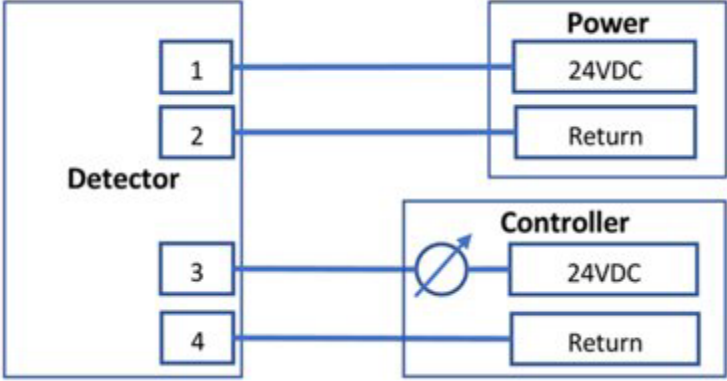 Power
1
24VDC
2
Return
Detector
Controller
3
24VDC
4
Return